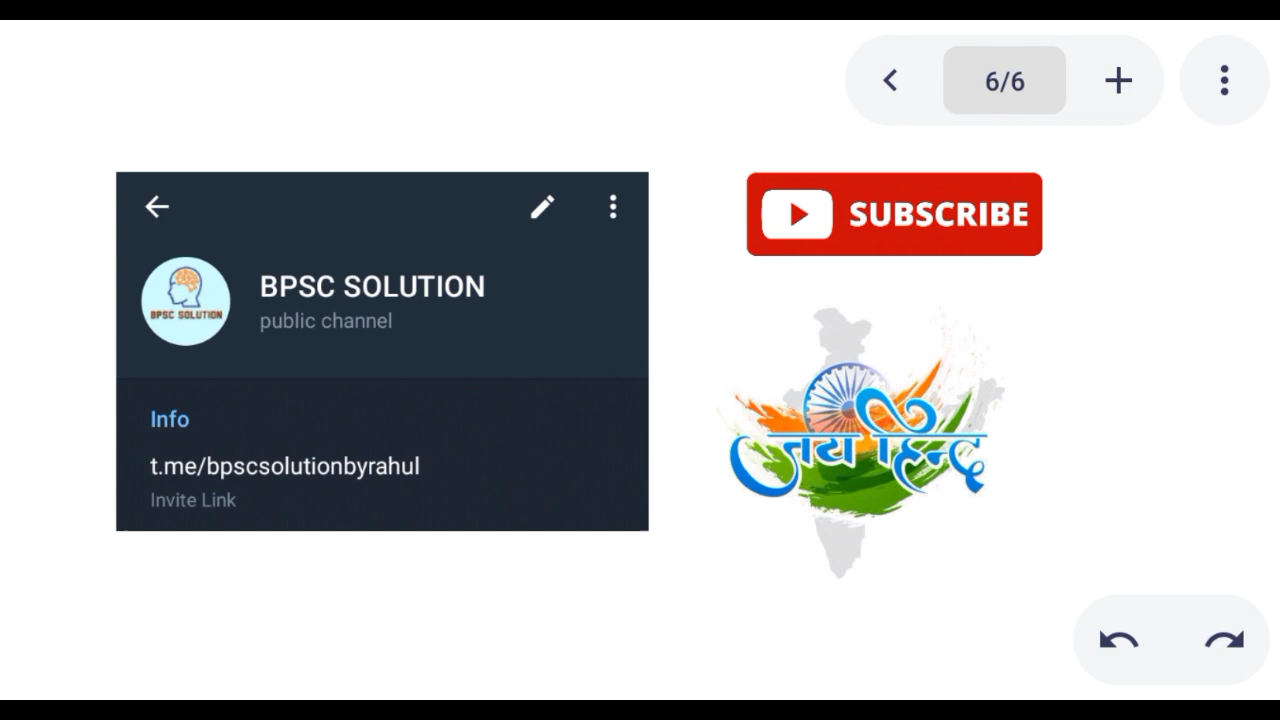 6/6
BPSC SOLUTION
public channel
BPSC SOLUTION
Info
t.me/bpscsolutionbyrahul
Invite Link
SUBSCRIBE
जय हिन्द